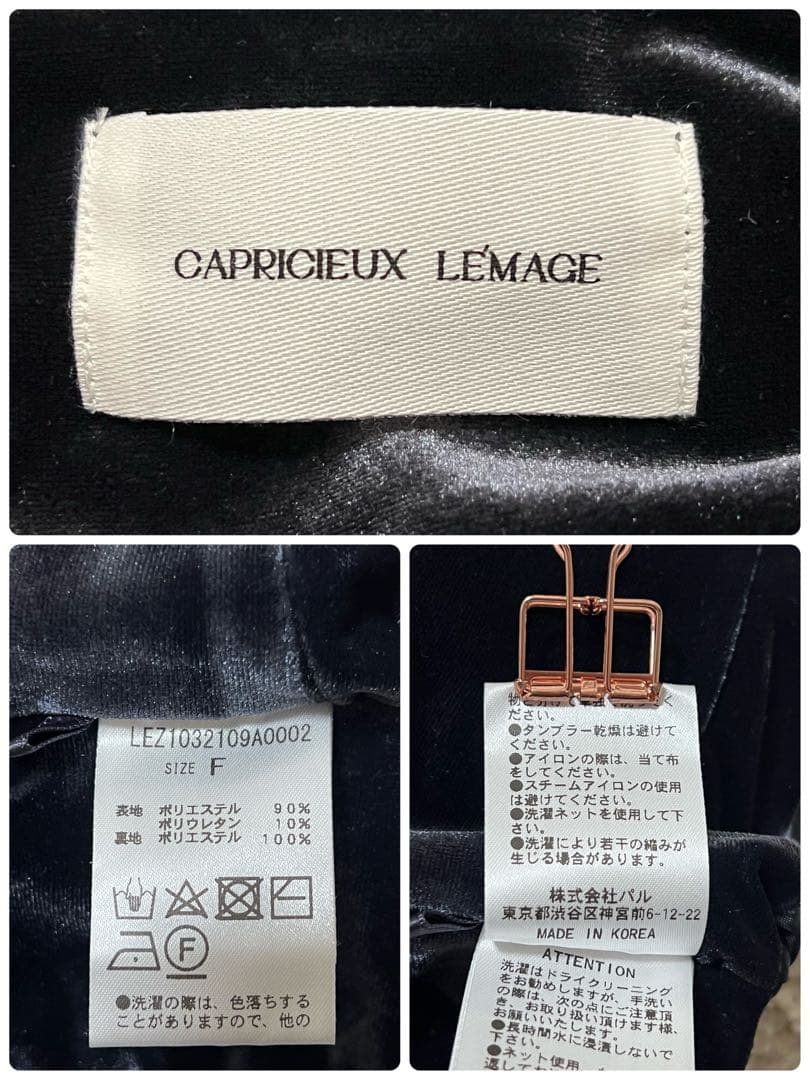 CAPRICIEUX LE'MAGE
LEZ1032109A0002
SIZE F
表地 ポリエステル 90%
ポリウレタン 10%
裏地 ポリエステル 100%
F
●洗濯の際は、色落ちする
ことがありますので、他の
ださい。
●タンブラー乾燥は避けて
ください。
●アイロンの際は、当て布
をしてください。
●スチームアイロンの使用
は避けてください。
●洗濯ネットを使用して下
さい。
●洗濯により若干の縮みが
生じる場合があります。
株式会社パル
東京都渋谷区神宮前6-12-22
MADE IN KOREA
ATTENTION
洗濯はドライクリーニング
をお勧めしますが、手洗い
の際は、次の点にご注意頂
き、お取り扱い頂けます様、
お願いいたします。
●長時間水に浸漬しないで
下さい。
●ネット使用